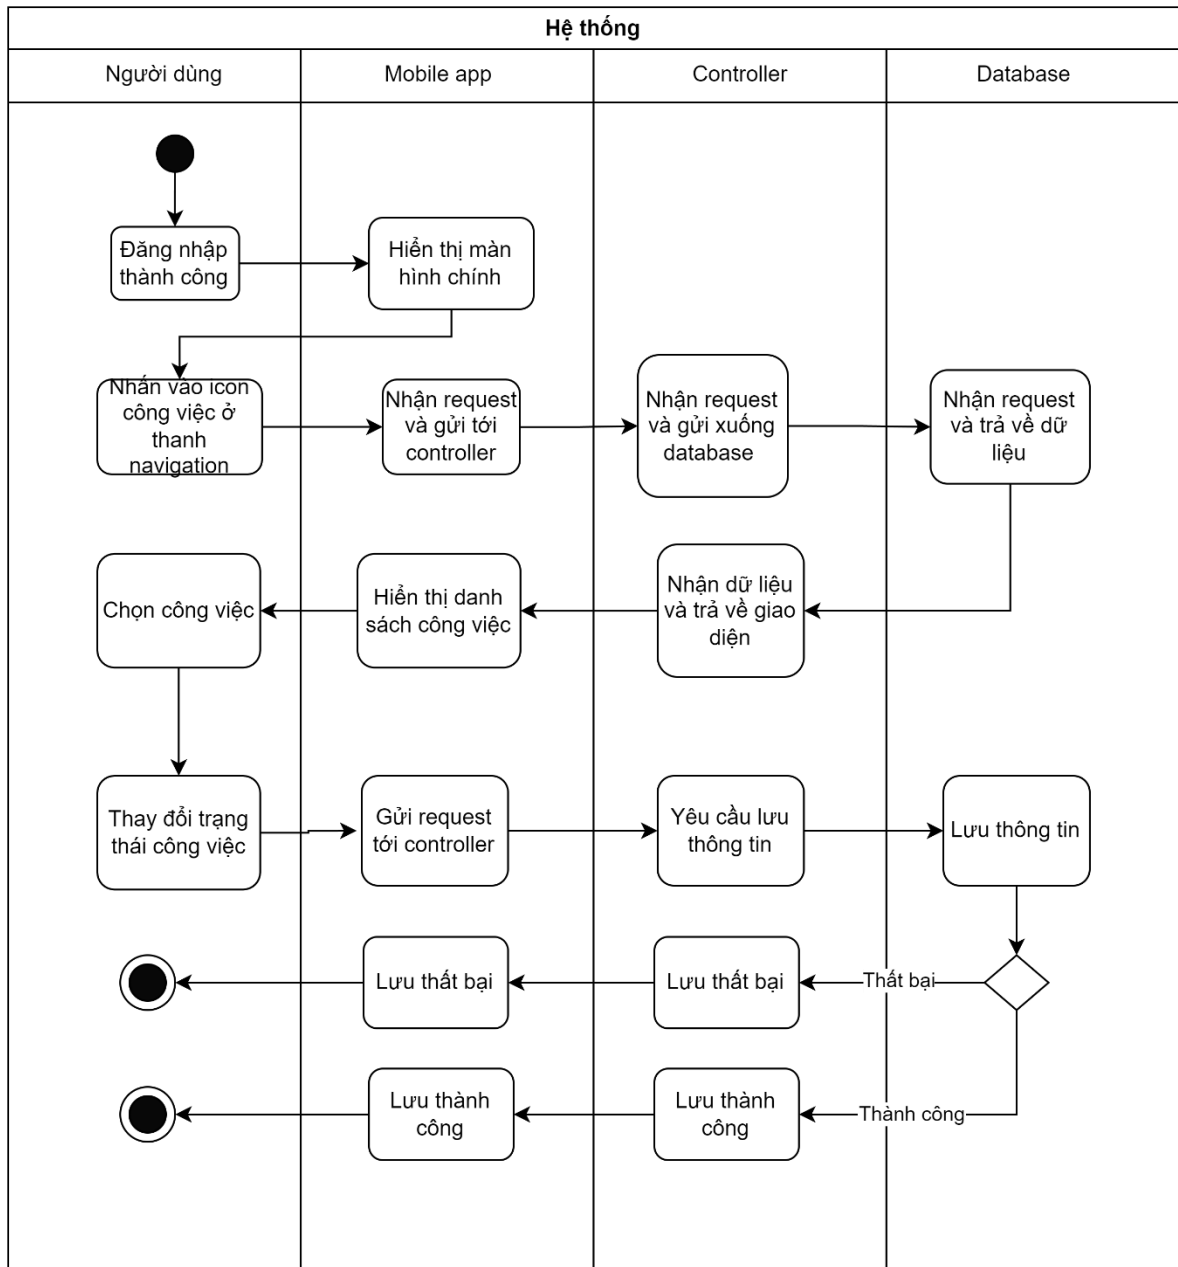 Hệ thống
Người dùng
Mobile app
Controller
Database
Đăng nhập
thành công
Hiển thị màn
hình chính
Nhấn vào icon
công việc ở
thanh
navigation
Nhận request
và gửi tới
controller
Nhận request
và gửi xuống
database
Nhận request
và trả về dữ
liệu
Chọn công việc
Hiển thị danh
sách công việc
Nhận dữ liệu
và trả về giao
diện
Thay đổi trạng
thái công việc
Gửi request
tới controller
Yêu cầu lưu
thông tin
Lưu thông tin
Lưu thất bại
Lưu thất bại
Thất bại
Lưu thành
công
Lưu thành
công
Thành công